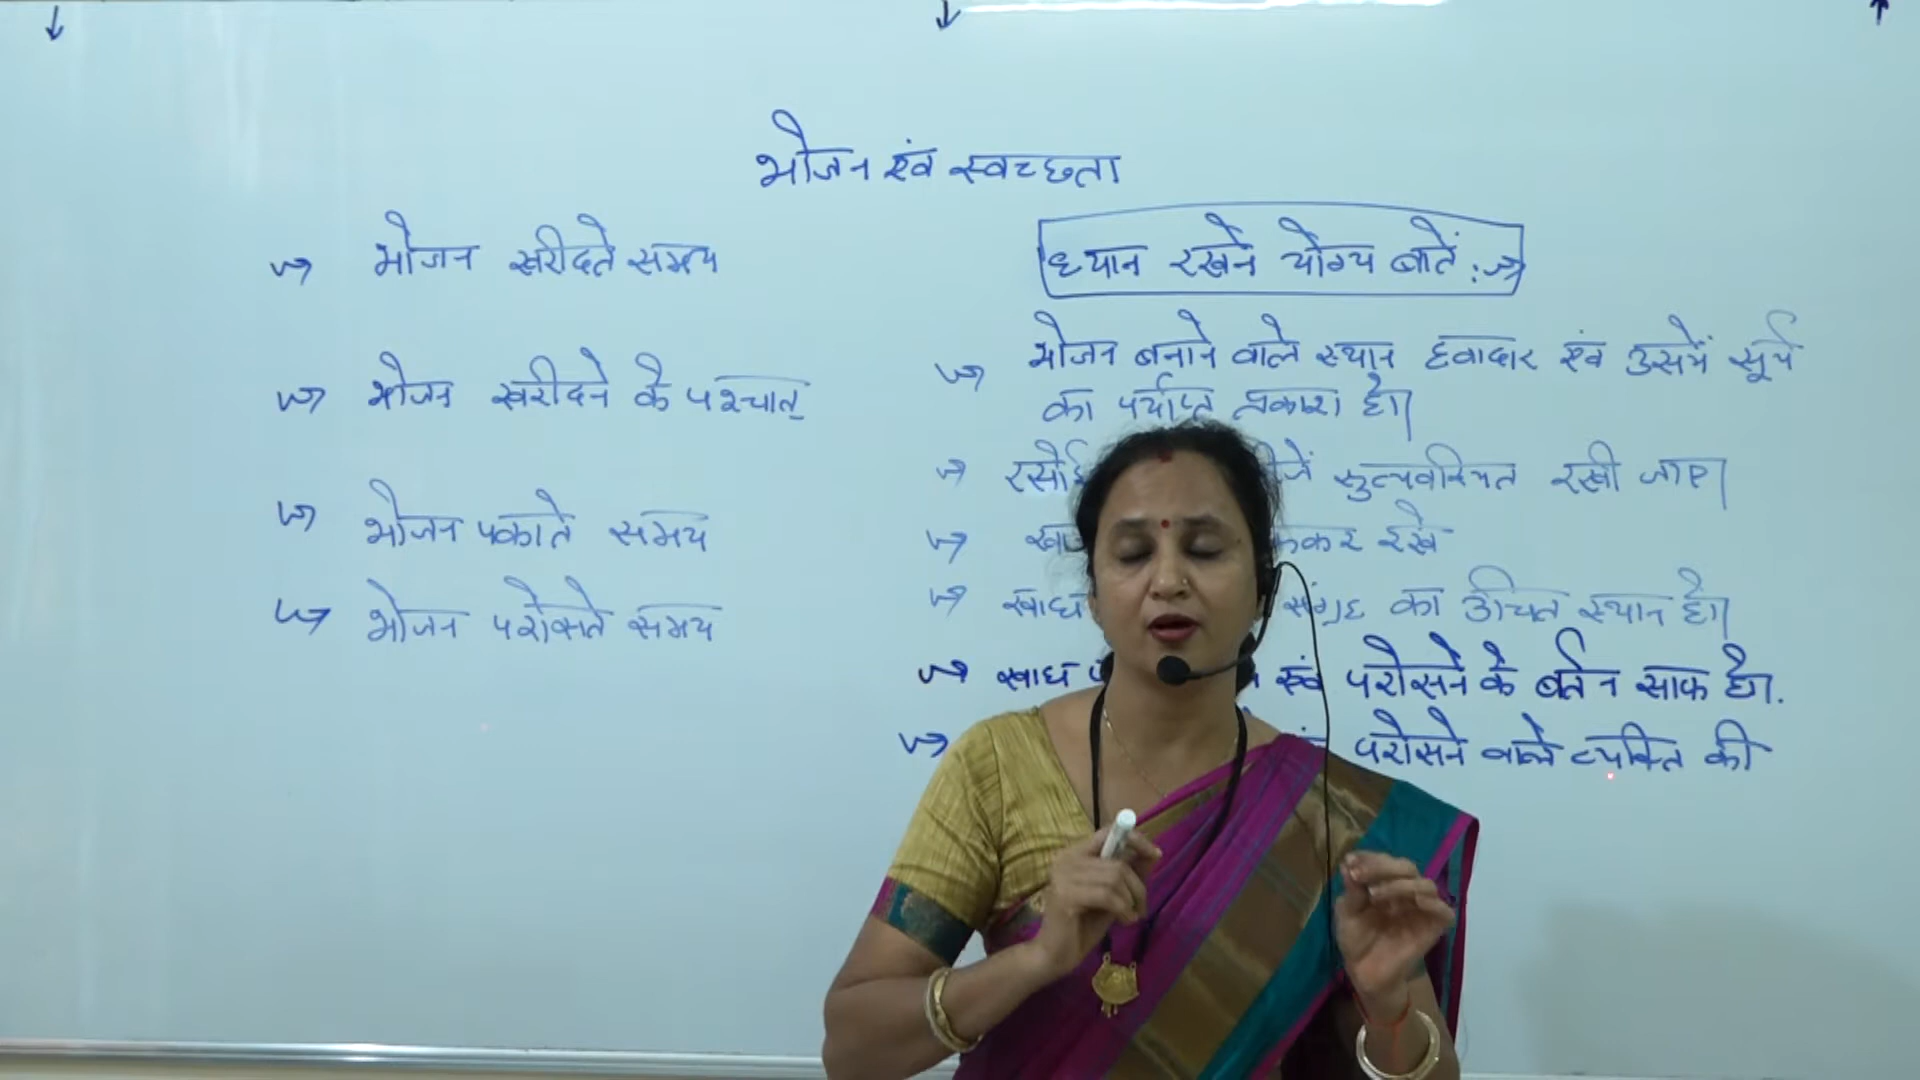 भोजन एवं स्वच्छता
भोजन खरीदते समय
भोजन खरीदने के पश्चात्
भोजन पकाते समय
भोजन परोसते समय
ध्यान रखने योग्य बातें :→
भोजन बनाने वाले स्थान हवादार एवं उसमें सूर्य
का पर्याप्त प्रकाश हो।
सुव्यवस्थित रखी जाए।
रखें
संग्रह का उचित स्थान हो।
खाद्य एवं परोसने के बर्तन साफ हो.
परोसने वाले व्यक्ति की